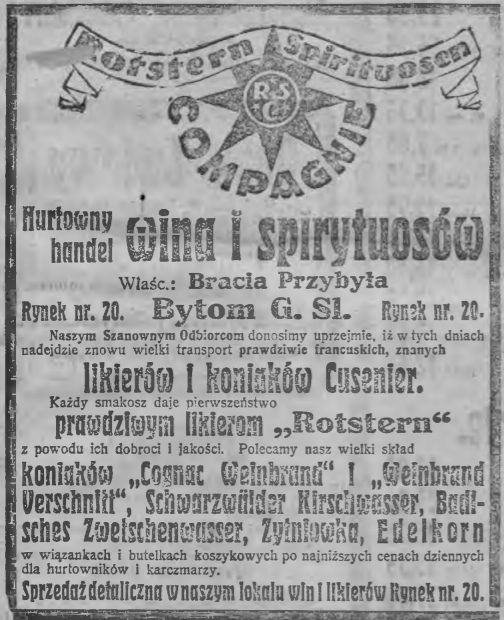 Rotstern Spirituosen
R S
C
COMPAGNIE
Hurtowny
handel wina i spirytuosów
Właśc.: Bracia Przybyła
Rynek nr. 20. Bytom G. Sl. Rynek nr. 20.
Naszym Szanownym Odbiorcom donosimy uprzejmie, iż w tych dniach
nadejdzie znowu wielki transport prawdziwie francuskich, znanych
likierów i koniaków Cusenier.
Każdy smakosz daje pierwszeństwo
prawdziwym likierom „Rotstern“
z powodu ich dobroci i jakości. Polecamy nasz wielki skład
koniaków „Cognac Weinbrand“ i „Weinbrand
Verschnitt“, Schwarzwälder Kirschwasser, Badi-
sches Zwetschenwasser, Żytniowka, Edelkorn
w wiązankach i butelkach koszykowych po najniższych cenach dziennych
dla hurtowników i karczmarzy.
Sprzedaż detaliczna w naszym lokalu win i likierów Rynek nr. 20.